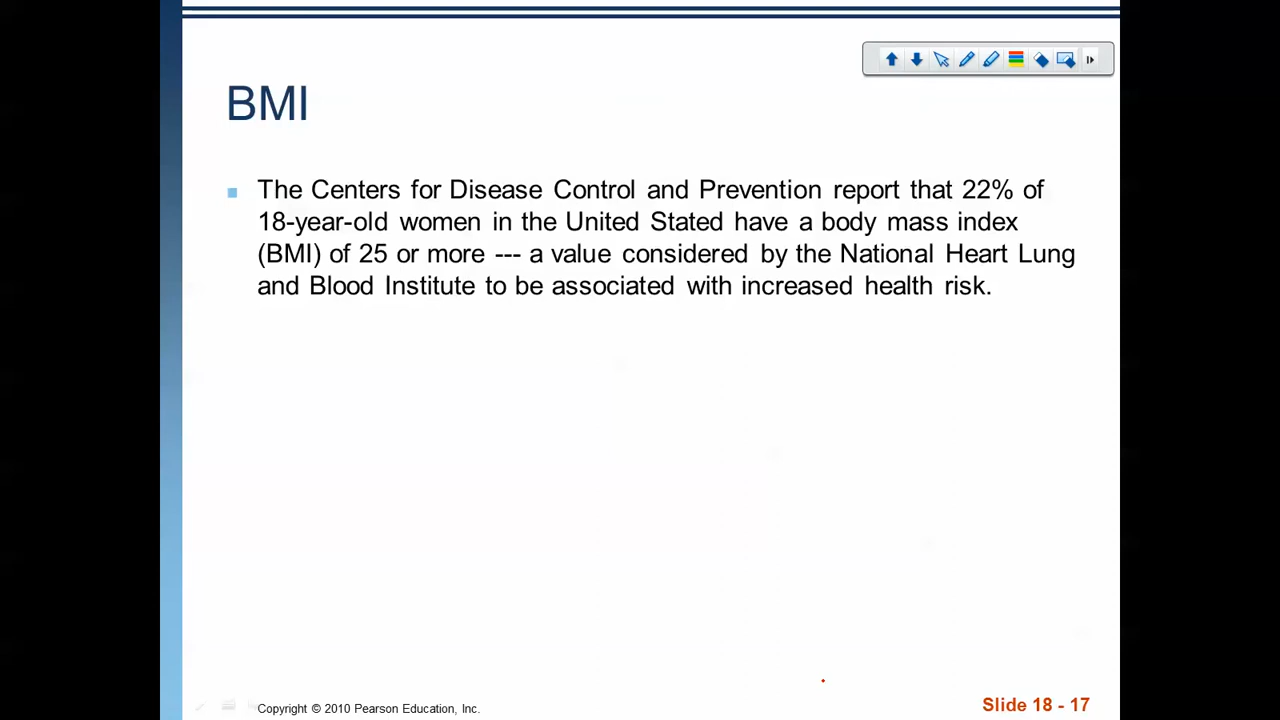 BMI
The Centers for Disease Control and Prevention report that 22% of
18-year-old women in the United Stated have a body mass index
(BMI) of 25 or more --- a value considered by the National Heart Lung
and Blood Institute to be associated with increased health risk.
Copyright © 2010 Pearson Education, Inc.
Slide 18 - 17